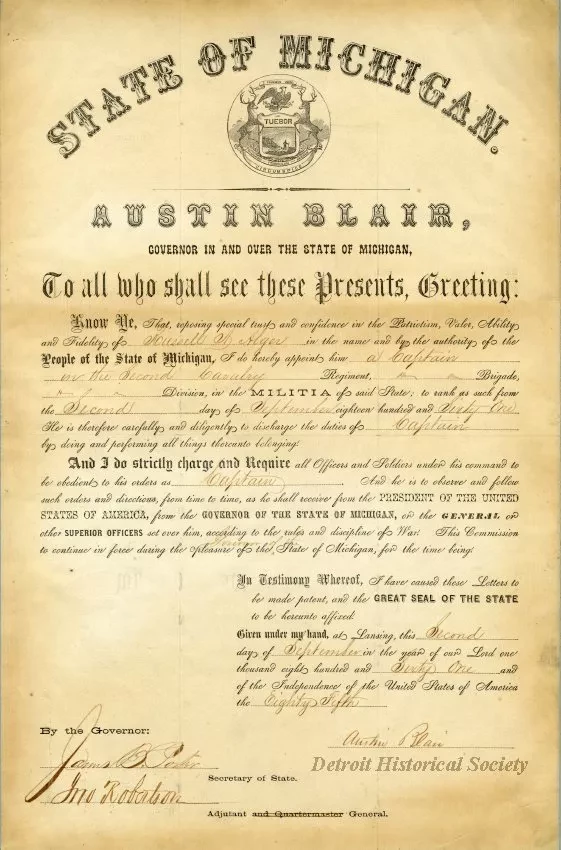 STATE OF MICHIGAN.
TUEBOR
AUSTIN BLAIR,
GOVERNOR IN AND OVER THE STATE OF MICHIGAN,
To all who shall see these Presents, Greeting:
Know Ye, That, reposing special trust and confidence in the Patriotism, Valor, Ability
and Fidelity of Russell A. Alger in the name and by the authority of the
People of the State of Michigan, I do hereby appoint him a Captain
in the Second Cavalry Regiment, Brigade,
Division, in the MILITIA of said State; to rank as such from
the Second day of September eighteen hundred and Sixty One.
He is therefore carefully and diligently to discharge the duties of Captain
by doing and performing all things thereunto belonging.
And I do strictly charge and Require all Officers and Soldiers under his command to
be obedient to his orders as Captain And he is to observe and follow
such orders and directions, from time to time, as he shall receive from the PRESIDENT OF THE UNITED
STATES OF AMERICA, from the GOVERNOR OF THE STATE OF MICHIGAN, or the GENERAL or
other SUPERIOR OFFICERS set over him, according to the rules and discipline of War. This Commission
to continue in force during the pleasure of the State of Michigan, for the time being.
In Testimony Whereof, I have caused these Letters to
be made patent, and the GREAT SEAL OF THE STATE
to be hereunto affixed.
Given under my hand, at Lansing, this Second
day of September in the year of our Lord one
thousand eight hundred and Sixty One and
of the Independence of the United States of America
the Eighty Fifth
By the Governor:
Austin Blair
James B. Porter
Detroit Historical Society
Secretary of State.
Jno Robertson
Adjutant and Quartermaster General.